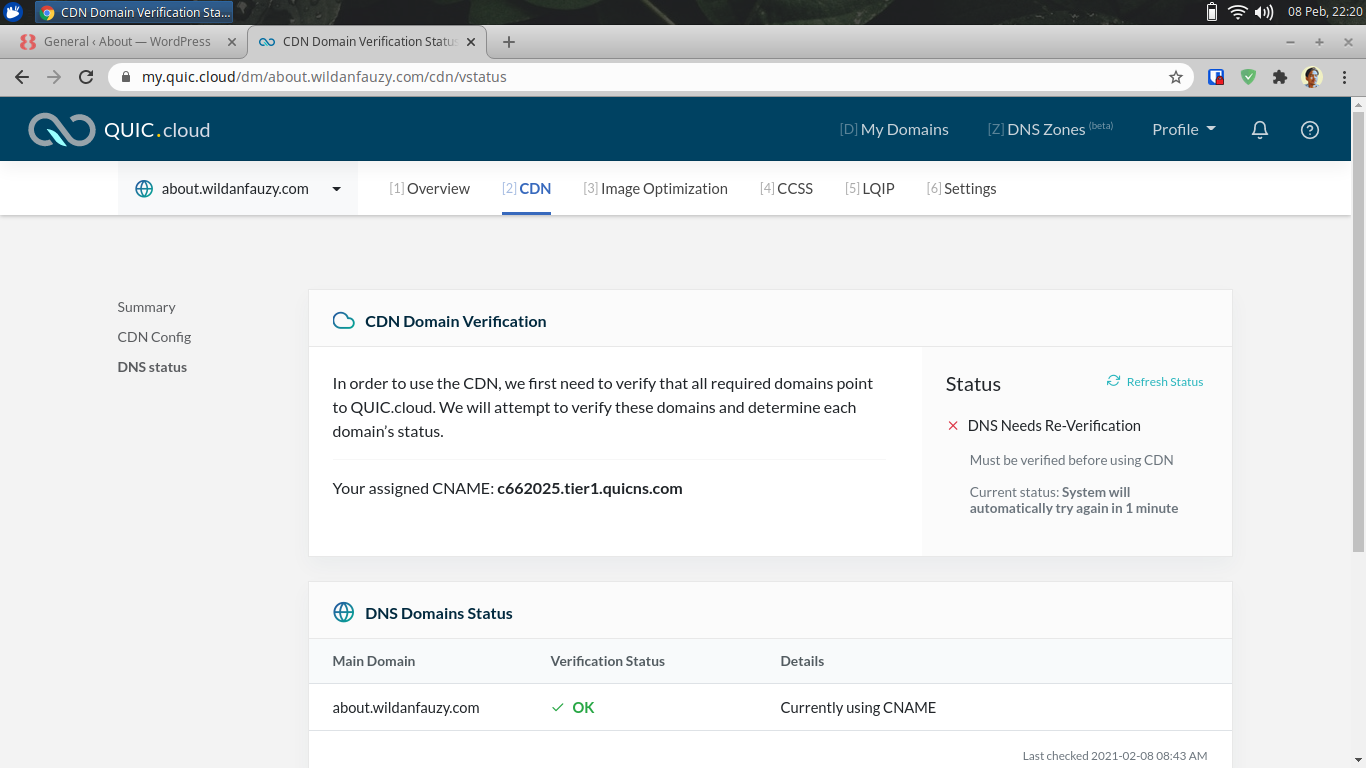 CDN Domain Verification Sta...
08 Peb, 22:20
General ‹ About — WordPress
CDN Domain Verification Status
my.quic.cloud/dm/about.wildanfauzy.com/cdn/vstatus
QUIC.cloud
[D] My Domains
[Z] DNS Zones (beta)
Profile
about.wildanfauzy.com
[1] Overview
[2] CDN
[3] Image Optimization
[4] CCSS
[5] LQIP
[6] Settings
Summary
CDN Config
DNS status
CDN Domain Verification
In order to use the CDN, we first need to verify that all required domains point
to QUIC.cloud. We will attempt to verify these domains and determine each
domain’s status.
Your assigned CNAME: c662025.tier1.quicns.com
Status
Refresh Status
DNS Needs Re-Verification
Must be verified before using CDN
Current status: System will
automatically try again in 1 minute
DNS Domains Status
Main Domain
Verification Status
Details
about.wildanfauzy.com
OK
Currently using CNAME
Last checked 2021-02-08 08:43 AM